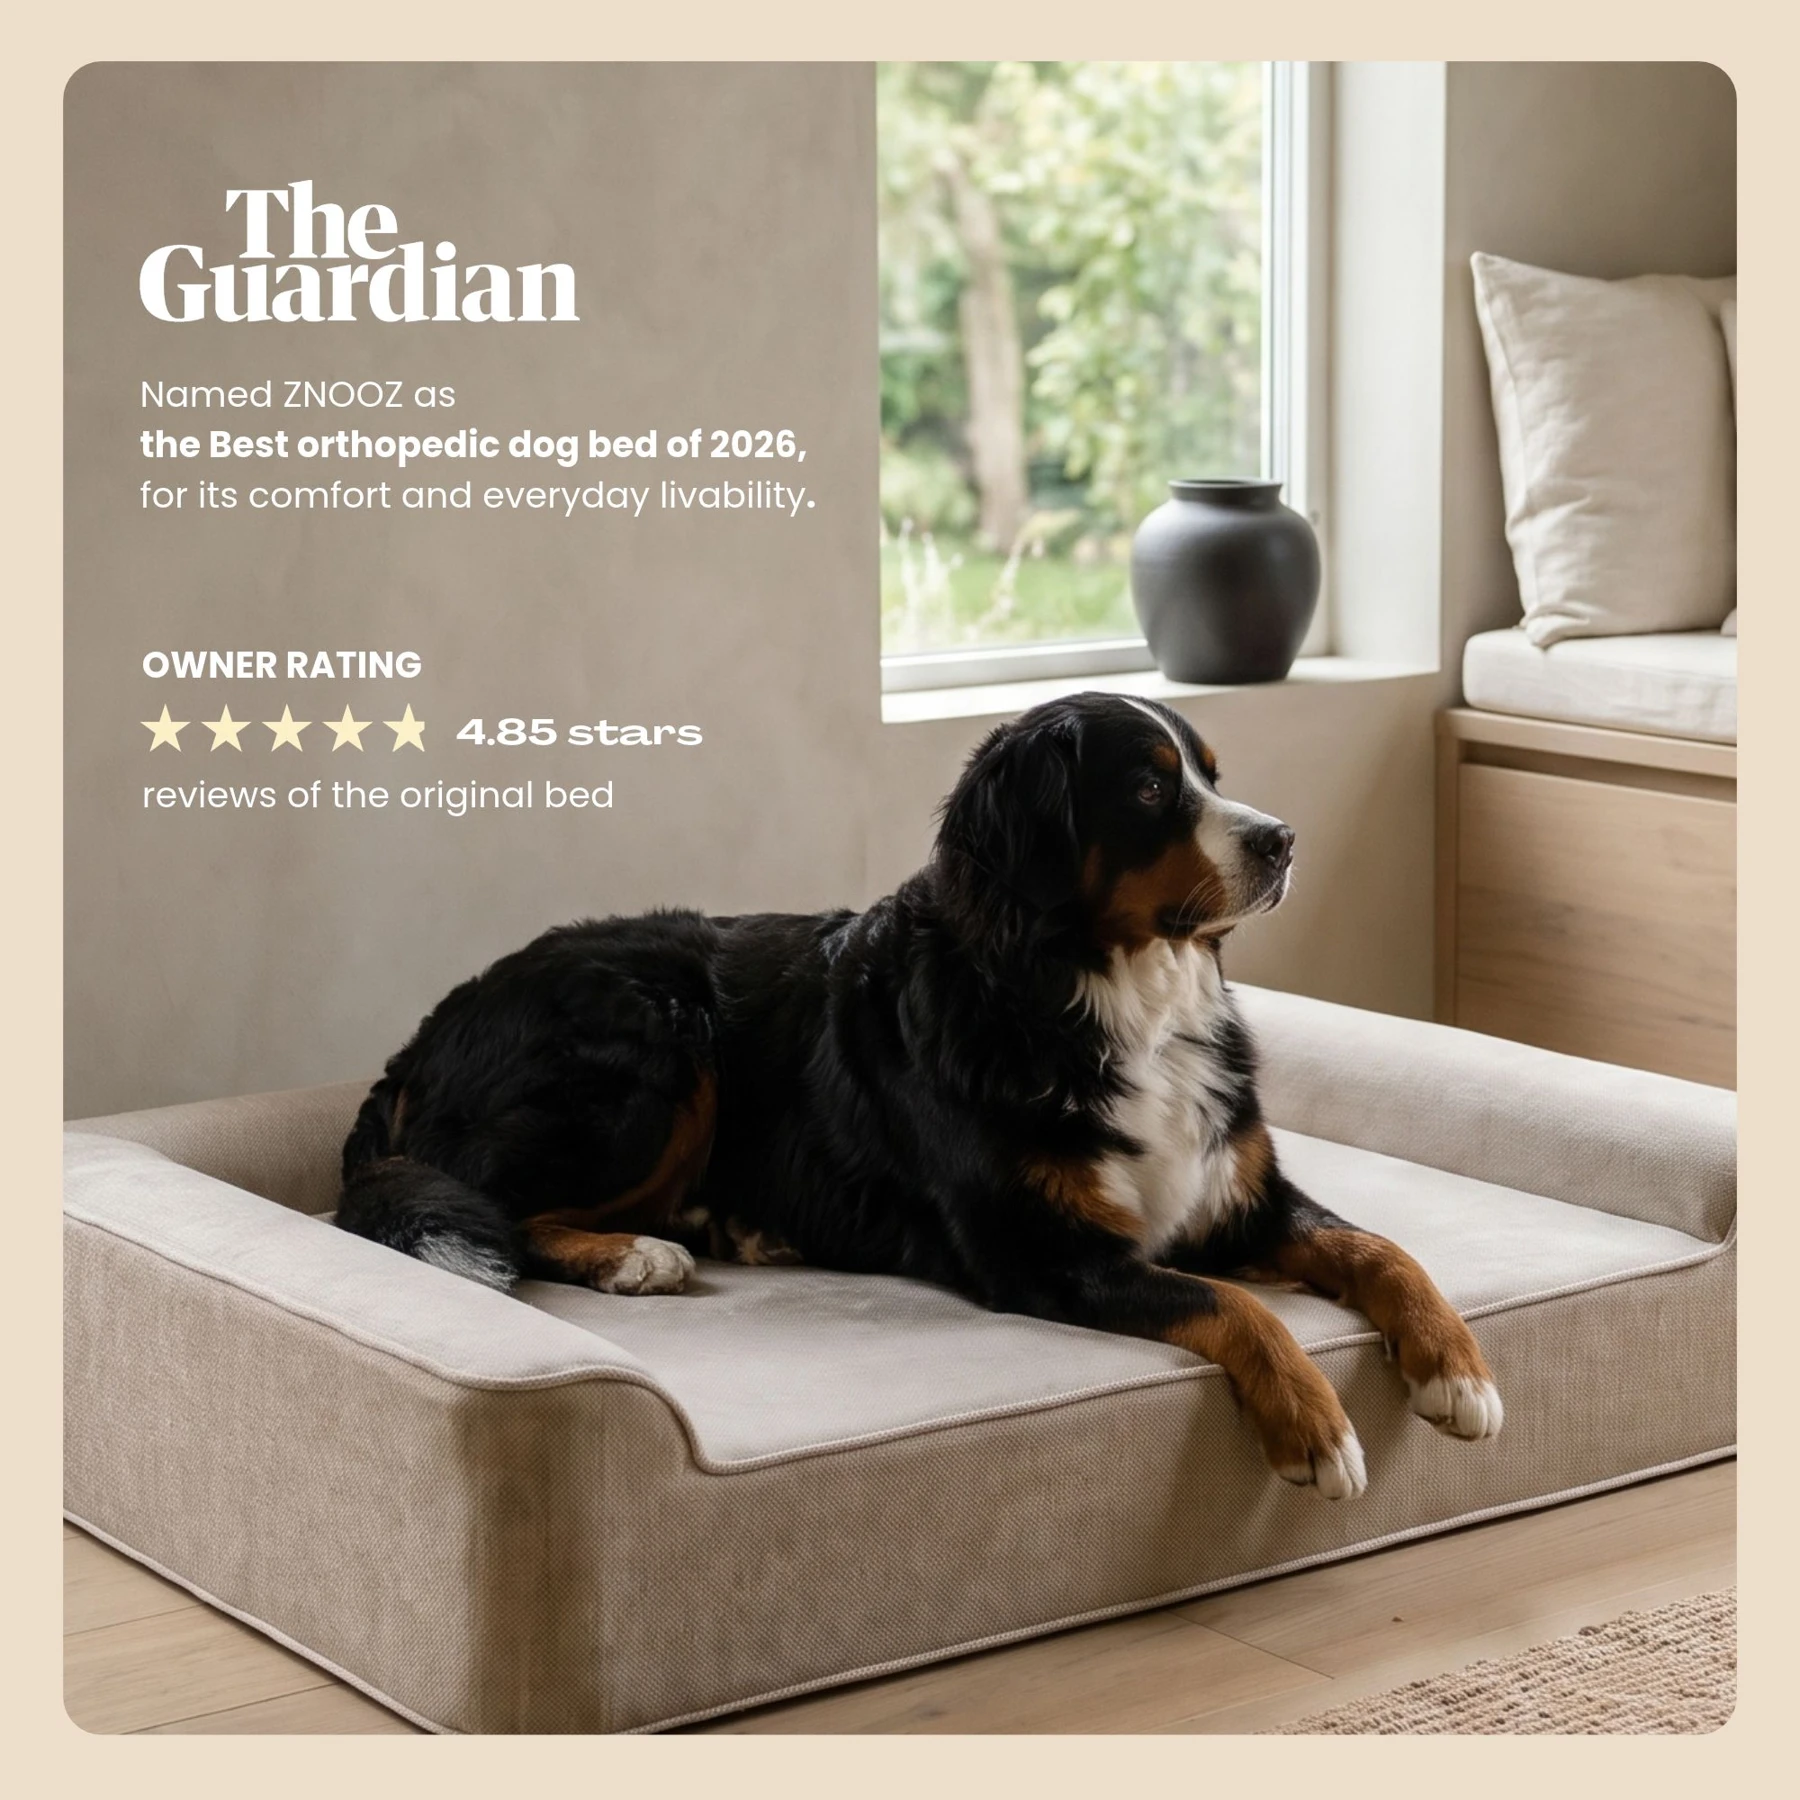 The
Guardian
Named ZNOOZ as
the Best orthopedic dog bed of 2026,
for its comfort and everyday livability.
OWNER RATING
4.85 stars
reviews of the original bed